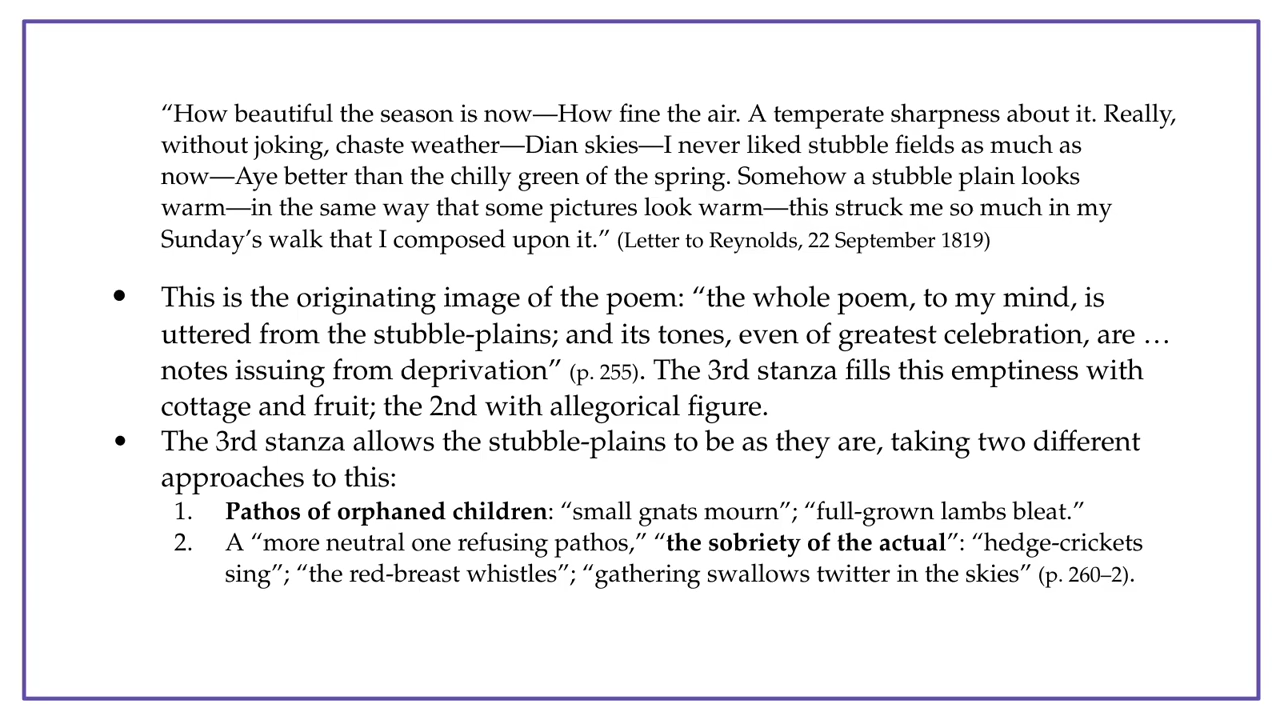 “How beautiful the season is now—How fine the air. A temperate sharpness about it. Really,
without joking, chaste weather—Dian skies—I never liked stubble fields as much as
now—Aye better than the chilly green of the spring. Somehow a stubble plain looks
warm—in the same way that some pictures look warm—this struck me so much in my
Sunday’s walk that I composed upon it.” (Letter to Reynolds, 22 September 1819)
• This is the originating image of the poem: “the whole poem, to my mind, is
uttered from the stubble-plains; and its tones, even of greatest celebration, are …
notes issuing from deprivation” (p. 255). The 3rd stanza fills this emptiness with
cottage and fruit; the 2nd with allegorical figure.
• The 3rd stanza allows the stubble-plains to be as they are, taking two different
approaches to this:
1. Pathos of orphaned children: “small gnats mourn”; “full-grown lambs bleat.”
2. A “more neutral one refusing pathos,” “the sobriety of the actual”: “hedge-crickets
sing”; “the red-breast whistles”; “gathering swallows twitter in the skies” (p. 260–2).